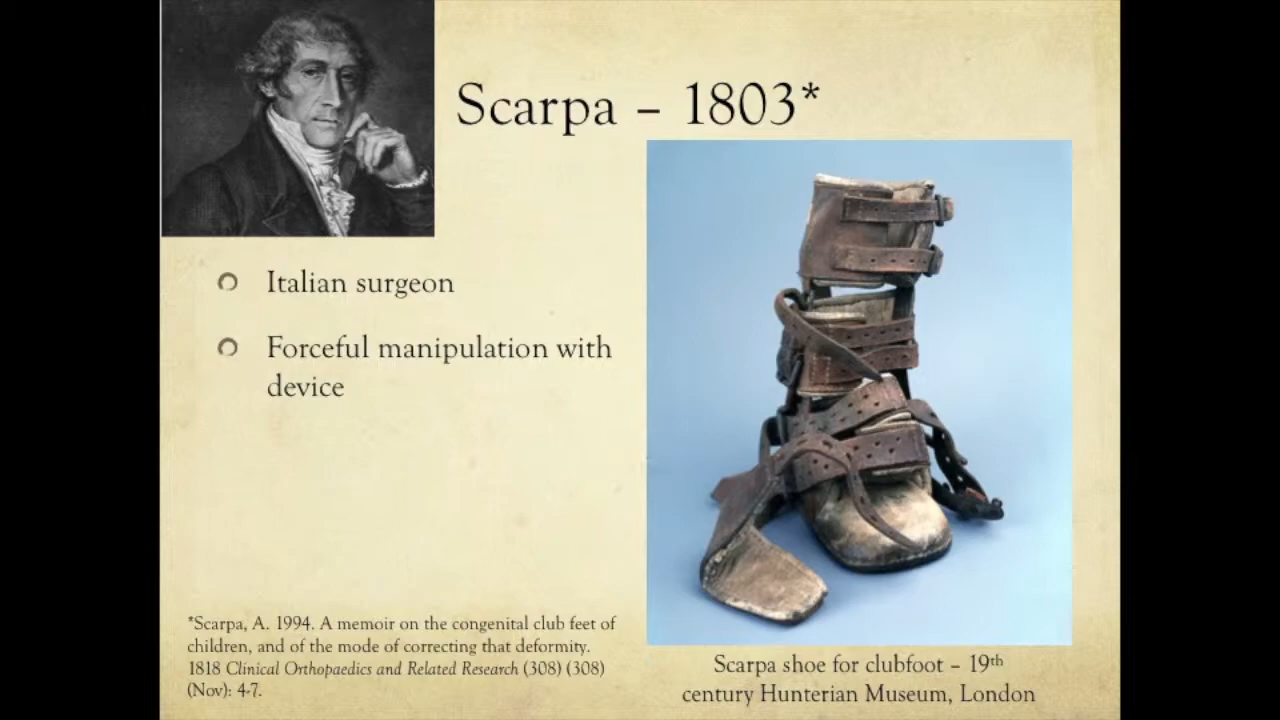 Scarpa – 1803*
Italian surgeon
Forceful manipulation with
device
*Scarpa, A. 1994. A memoir on the congenital club feet of
children, and of the mode of correcting that deformity.
1818 Clinical Orthopaedics and Related Research (308) (308)
(Nov): 4-7.
Scarpa shoe for clubfoot – 19th
century Hunterian Museum, London